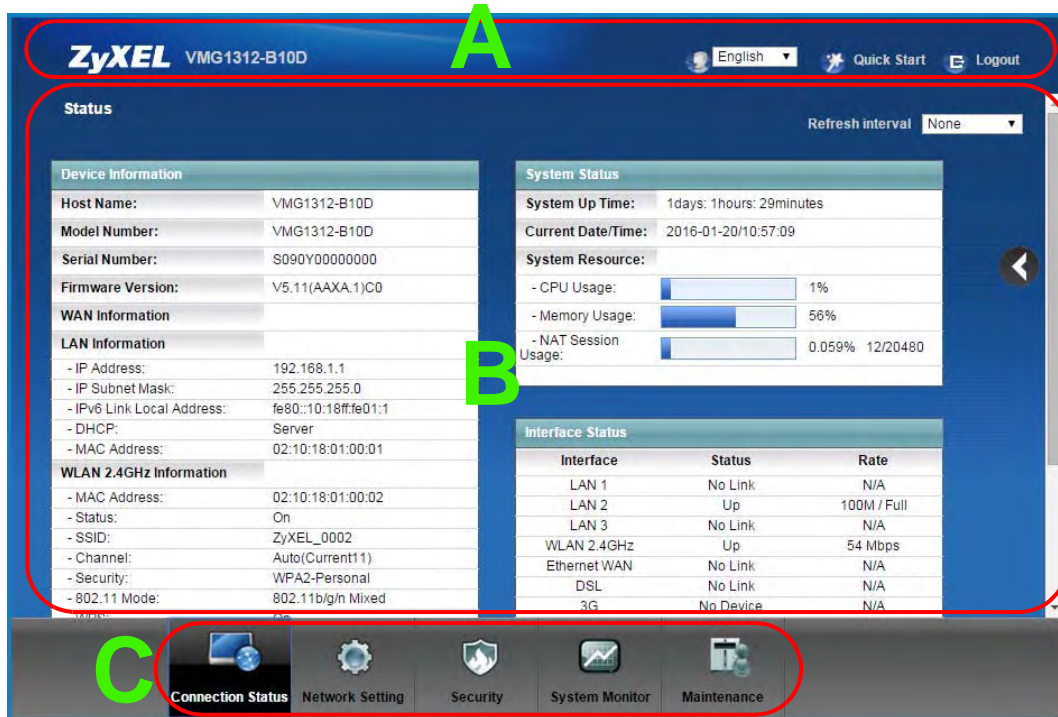 A
ZyXEL VMG1312-B10D
English
Quick Start
Logout
Status
Refresh interval None
Device Information
Host Name: VMG1312-B10D
Model Number: VMG1312-B10D
Serial Number: S090Y00000000
Firmware Version: V5.11(AAXA.1)C0
WAN Information
LAN Information
- IP Address: 192.168.1.1
- IP Subnet Mask: 255.255.255.0
- IPv6 Link Local Address: fe80::10:18ff:fe01:1
- DHCP: Server
- MAC Address: 02:10:18:01:00:01
WLAN 2.4GHz Information
- MAC Address: 02:10:18:01:00:02
- Status: On
- SSID: ZyXEL_0002
- Channel: Auto(Current11)
- Security: WPA2-Personal
- 802.11 Mode: 802.11b/g/n Mixed
- WPS: On
B
System Status
System Up Time: 1days: 1hours: 29minutes
Current Date/Time: 2016-01-20/10:57:09
System Resource:
- CPU Usage: 1%
- Memory Usage: 56%
- NAT Session
Usage: 0.059% 12/20480
Interface Status
Interface Status Rate
LAN 1 No Link N/A
LAN 2 Up 100M / Full
LAN 3 No Link N/A
WLAN 2.4GHz Up 54 Mbps
Ethernet WAN No Link N/A
DSL No Link N/A
3G No Device N/A
C
Connection Status
Network Setting
Security
System Monitor
Maintenance